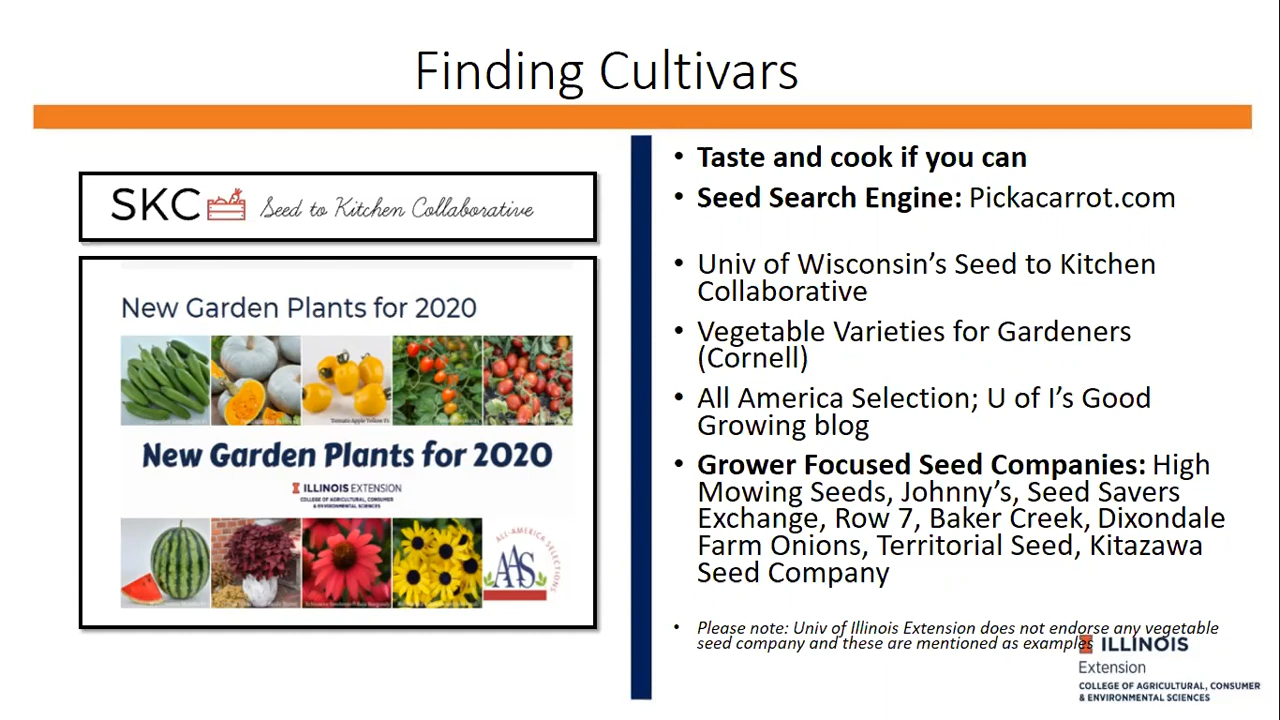 Finding Cultivars
SKC Seed to Kitchen Collaborative
New Garden Plants for 2020
New Garden Plants for 2020
ILLINOIS EXTENSION
COLLEGE OF AGRICULTURAL, CONSUMER
& ENVIRONMENTAL SCIENCES
ALL-AMERICA SELECTIONS
AAS
• Taste and cook if you can
• Seed Search Engine: Pickacarrot.com
• Univ of Wisconsin’s Seed to Kitchen
Collaborative
• Vegetable Varieties for Gardeners
(Cornell)
• All America Selection; U of I’s Good
Growing blog
• Grower Focused Seed Companies: High
Mowing Seeds, Johnny’s, Seed Savers
Exchange, Row 7, Baker Creek, Dixondale
Farm Onions, Territorial Seed, Kitazawa
Seed Company
• Please note: Univ of Illinois Extension does not endorse any vegetable
seed company and these are mentioned as examples
ILLINOIS
Extension
COLLEGE OF AGRICULTURAL, CONSUMER
& ENVIRONMENTAL SCIENCES